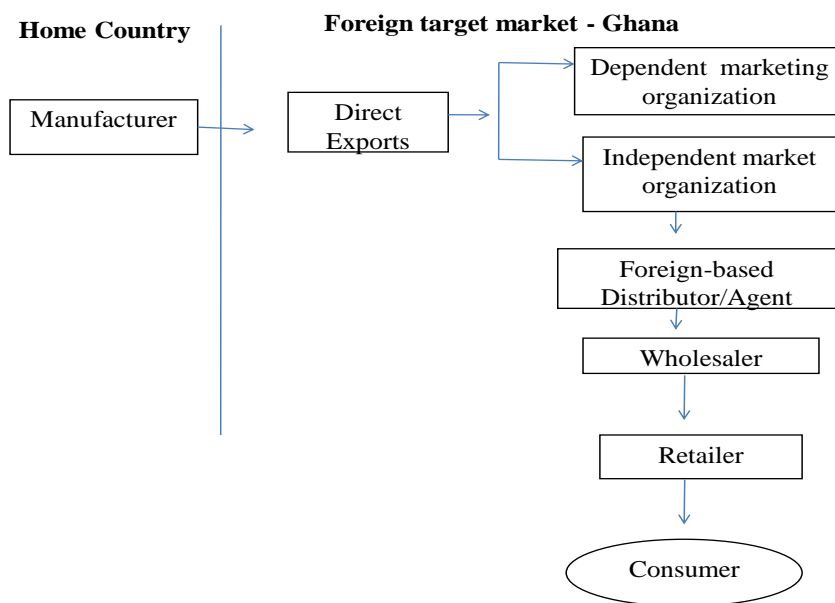 Home Country
Foreign target market - Ghana
Manufacturer
Direct
Exports
Dependent marketing
organization
Independent market
organization
Foreign-based
Distributor/Agent
Wholesaler
Retailer
Consumer